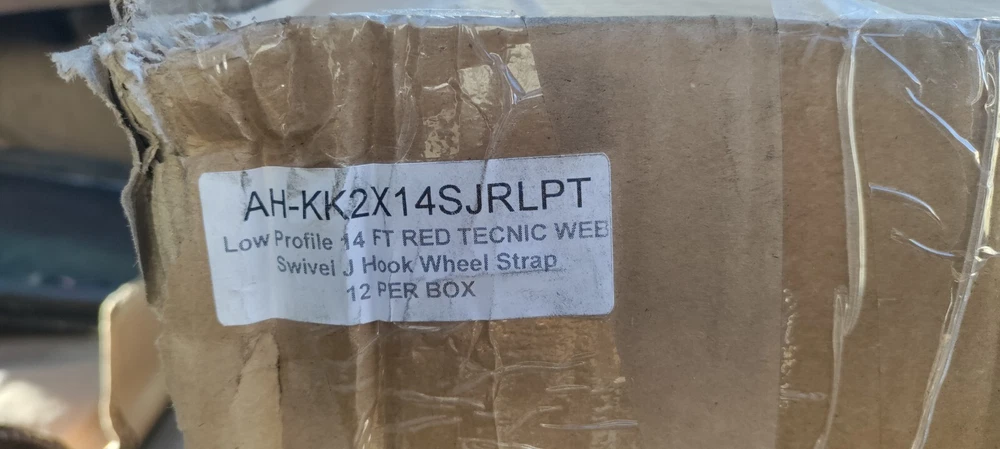 AH-KK2X14SJRLPT
Low Profile 14 FT RED TECNIC WEB
Swivel J Hook Wheel Strap
12 PER BOX